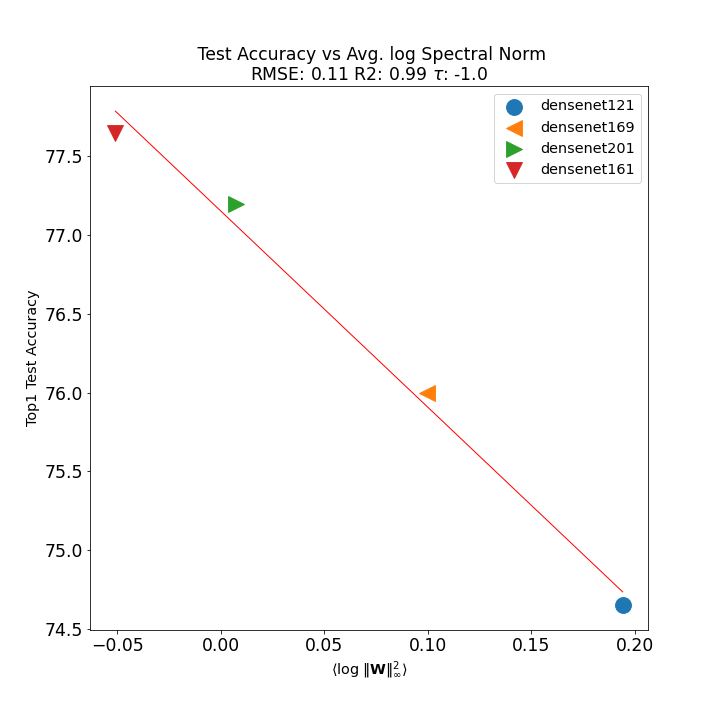 Test Accuracy vs Avg. log Spectral Norm
RMSE: 0.11 R2: 0.99 τ: -1.0
densenet121
densenet169
densenet201
densenet161
Top1 Test Accuracy
77.5
77.0
76.5
76.0
75.5
75.0
74.5
−0.05 0.00 0.05 0.10 0.15 0.20
⟨log ‖W‖²∞⟩